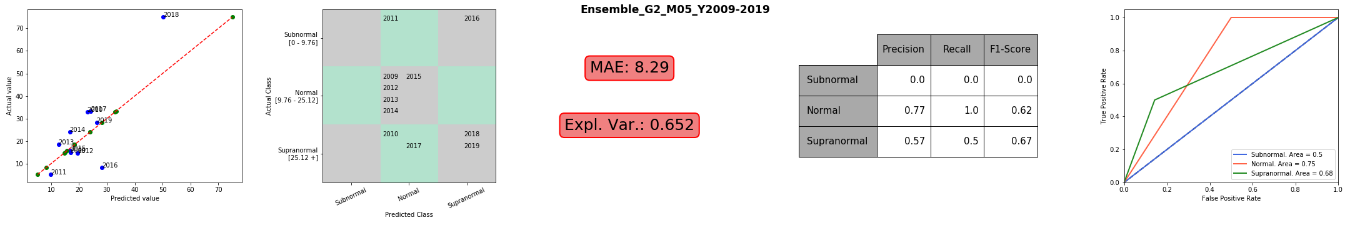 Ensemble_G2_M05_Y2009-2019
Actual value
70
60
50
40
30
20
10
10 20 30 40 50 60 70
Predicted value
2018
2017
2019
2014
2013
2012
2016
2011
Actual Class
Subnormal
[0 - 9.76]
Normal
[9.76 - 25.12]
Supranormal
[25.12 +]
2011 2016
2009 2015
2012
2013
2014
2010 2018
2017 2019
Subnormal Normal Supranormal
Predicted Class
MAE: 8.29
Expl. Var.: 0.652
Precision Recall F1-Score
Subnormal 0.0 0.0 0.0
Normal 0.77 1.0 0.62
Supranormal 0.57 0.5 0.67
True Positive Rate
1.0
0.8
0.6
0.4
0.2
0.0
0.0 0.2 0.4 0.6 0.8 1.0
False Positive Rate
Subnormal. Area = 0.5
Normal. Area = 0.75
Supranormal. Area = 0.68